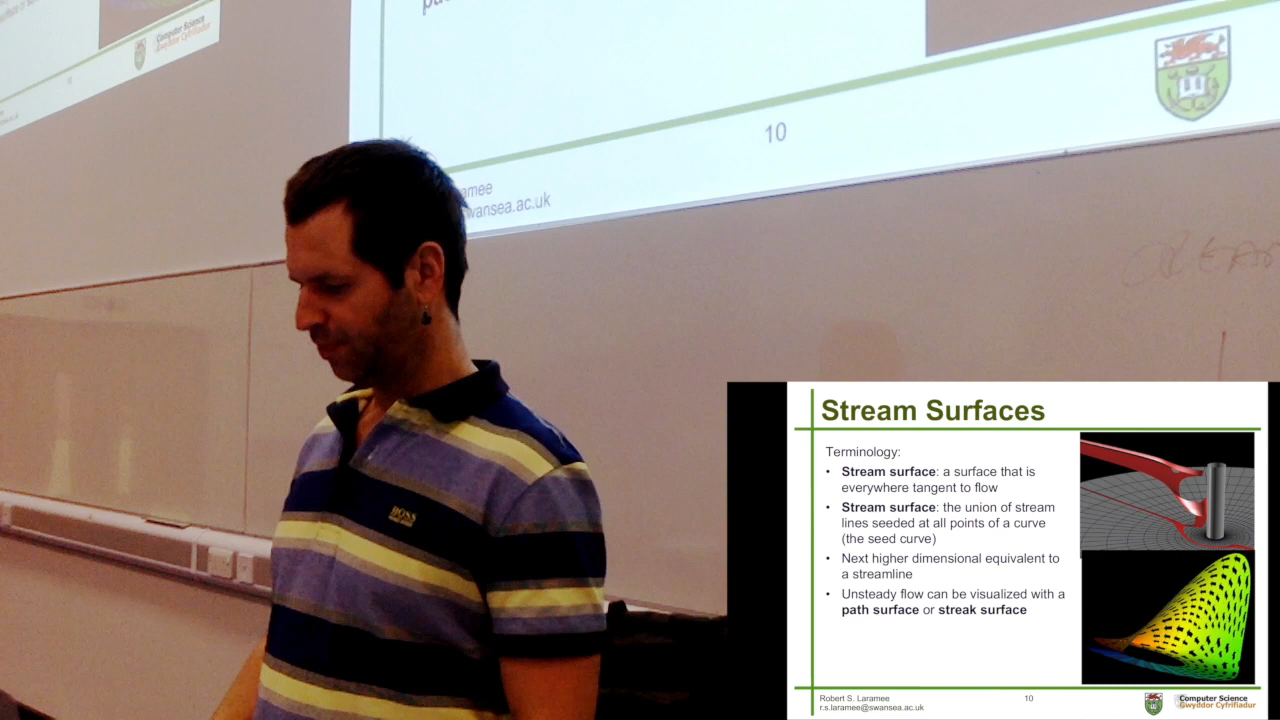 Computer Science
Gwyddor Cyfrifiadur
10
swansea.ac.uk
BOSS
Stream Surfaces
Terminology:
• Stream surface: a surface that is
everywhere tangent to flow
• Stream surface: the union of stream
lines seeded at all points of a curve
(the seed curve)
• Next higher dimensional equivalent to
a streamline
• Unsteady flow can be visualized with a
path surface or streak surface
Robert S. Laramee
r.s.laramee@swansea.ac.uk
10
Computer Science
Gwyddor Cyfrifiadur